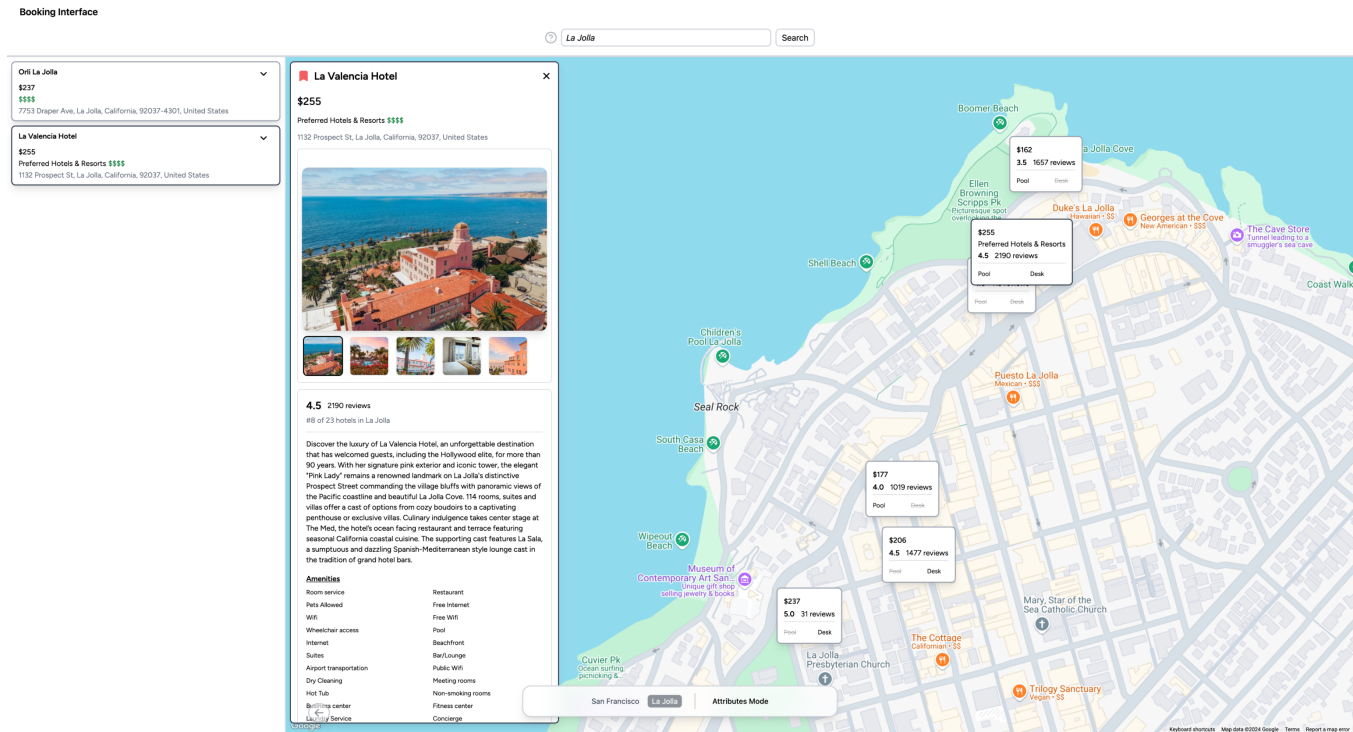 Booking Interface
La Jolla
Search
Orli La Jolla
$237
$$$$
7753 Draper Ave, La Jolla, California, 92037-4301, United States
La Valencia Hotel
$255
Preferred Hotels & Resorts $$$$
1132 Prospect St, La Jolla, California, 92037, United States
La Valencia Hotel
$255
Preferred Hotels & Resorts $$$$
1132 Prospect St, La Jolla, California, 92037, United States
4.5 2190 reviews
#8 of 23 hotels in La Jolla
Discover the luxury of La Valencia Hotel, an unforgettable destination
that has welcomed guests, including the Hollywood elite, for more than
90 years. With her signature pink exterior and iconic tower, the elegant
"Pink Lady" remains a renowned landmark on La Jolla's distinctive
Prospect Street commanding the village bluffs with panoramic views of
the Pacific coastline and beautiful La Jolla Cove. 114 rooms, suites and
villas offer a cast of options from cozy boudoirs to a captivating
penthouse or exclusive villas. Culinary indulgence takes center stage at
The Med, the hotel's ocean facing restaurant and terrace featuring
seasonal California coastal cuisine. The supporting cast features La Sala,
a sumptuous and dazzling Spanish-Mediterranean style lounge cast in
the tradition of grand hotel bars.
Amenities
Room service Restaurant
Pets Allowed Free Internet
Wifi Free Wifi
Wheelchair access Pool
Internet Beachfront
Suites Bar/Lounge
Airport transportation Public Wifi
Dry Cleaning Meeting rooms
Hot Tub Non-smoking rooms
Business center Fitness center
Laundry Service Concierge
Google
Boomer Beach
$162
3.5 1657 reviews
Pool Desk
a Jolla Cove
Ellen
Browning
Scripps Pk
Picturesque spot
overlooking the
Duke's La Jolla
Hawaiian • $$
Georges at the Cove
New American • $$$
The Cave Store
Tunnel leading to a
smuggler's sea cave
$255
Preferred Hotels & Resorts
4.5 2190 reviews
Pool Desk
Pool Desk
Shell Beach
Coast Walk
Children's
Pool La Jolla
Puesto La Jolla
Mexican • $$$
Seal Rock
South Casa
Beach
$177
4.0 1019 reviews
Pool Desk
$206
4.5 1477 reviews
Pool Desk
Wipeout
Beach
Museum of
Contemporary Art San...
Unique gift shop
selling jewelry & books
$237
5.0 31 reviews
Pool Desk
Mary, Star of the
Sea Catholic Church
The Cottage
Californian • $$
La Jolla
Presbyterian Church
Cuvier Pk
Ocean surfing,
picnicking &...
Trilogy Sanctuary
Vegan • $$
San Francisco La Jolla Attributes Mode
Keyboard shortcuts Map data ©2024 Google Terms Report a map error